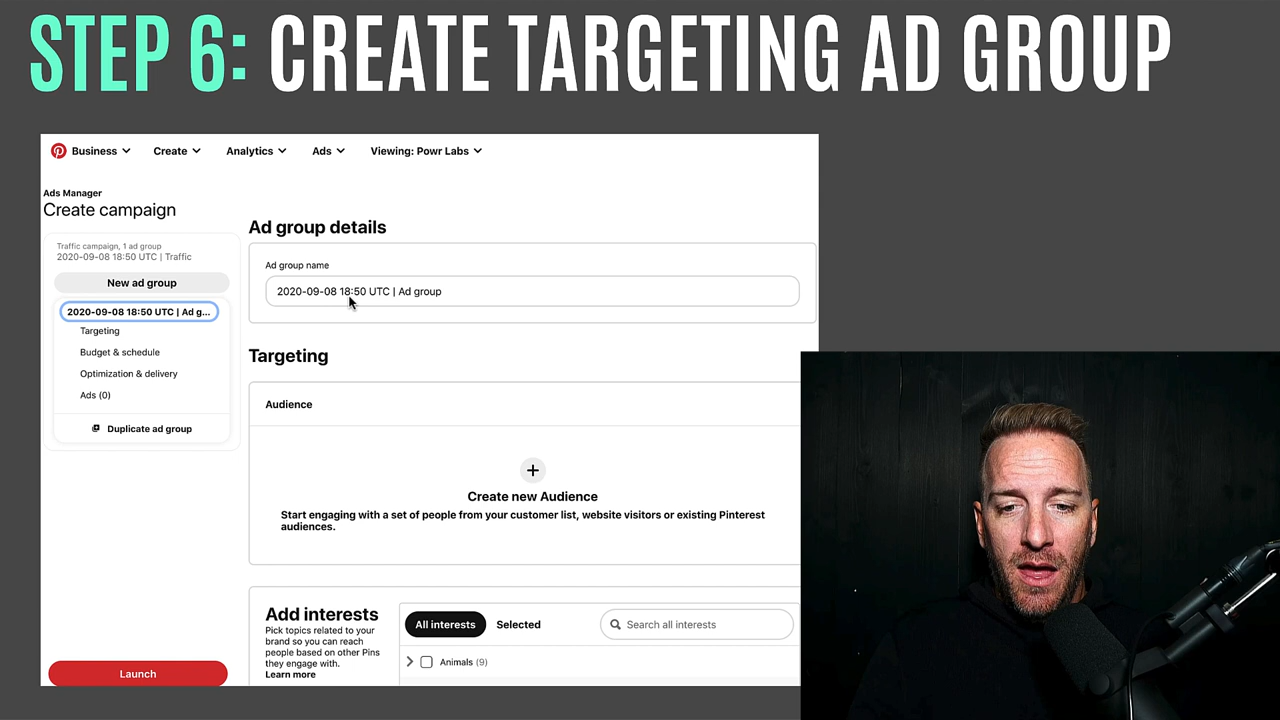 STEP 6: CREATE TARGETING AD GROUP
Business Create Analytics Ads Viewing: Powr Labs
Ads Manager
Create campaign
Traffic campaign, 1 ad group
2020-09-08 18:50 UTC | Traffic
New ad group
2020-09-08 18:50 UTC | Ad g...
Targeting
Budget & schedule
Optimization & delivery
Ads (0)
Duplicate ad group
Launch
Ad group details
Ad group name
2020-09-08 18:50 UTC | Ad group
Targeting
Audience
Create new Audience
Start engaging with a set of people from your customer list, website visitors or existing Pinterest
audiences.
Add interests
Pick topics related to your
brand so you can reach
people based on other Pins
they engage with.
Learn more
All interests Selected Search all interests
Animals (9)